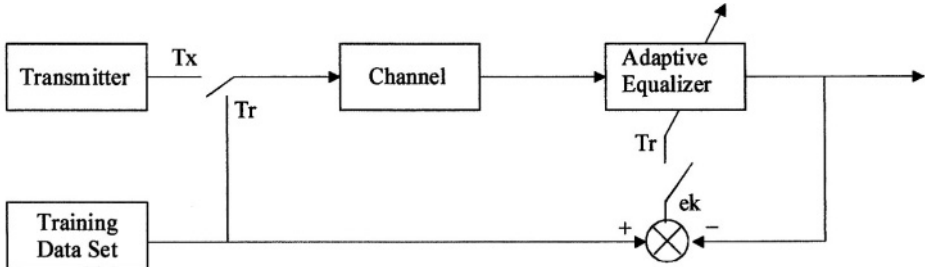 Tx
Transmitter
Channel
Adaptive
Equalizer
Tr
Tr
ek
Training
Data Set
+
−